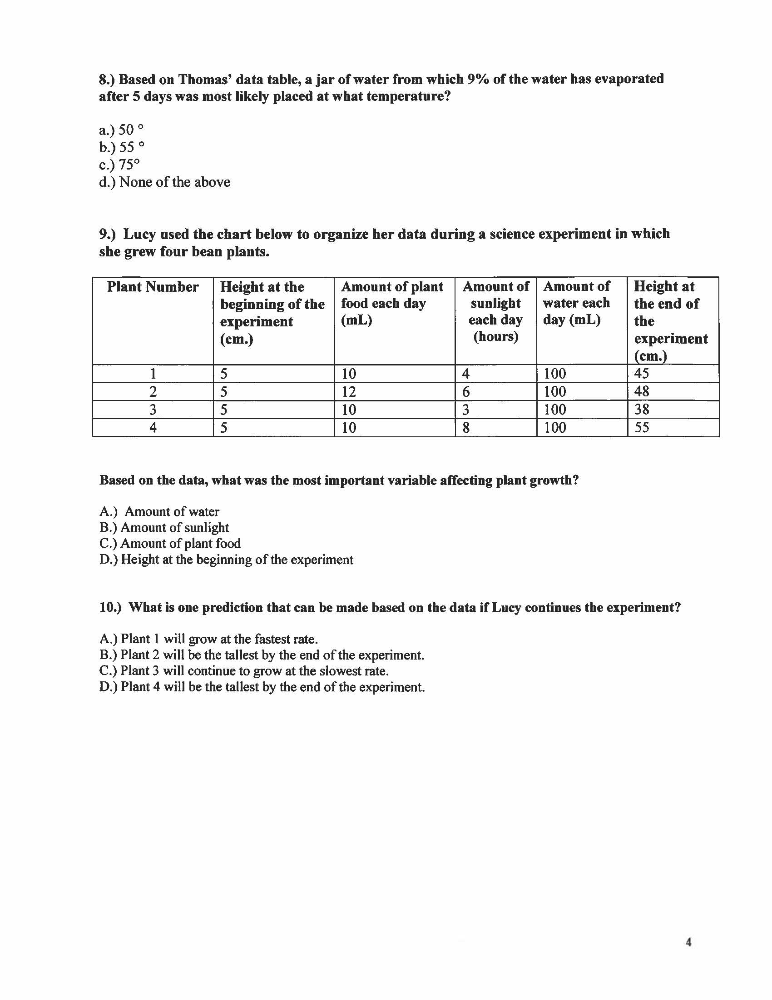 8.) Based on Thomas' data table, a jar of water from which 9% of the water has evaporated
after 5 days was most likely placed at what temperature?
a.) 50 °
b.) 55 °
c.) 75°
d.) None of the above
9.) Lucy used the chart below to organize her data during a science experiment in which
she grew four bean plants.
Plant Number | Height at the beginning of the experiment (cm.) | Amount of plant food each day (mL) | Amount of sunlight each day (hours) | Amount of water each day (mL) | Height at the end of the experiment (cm.)
1 | 5 | 10 | 4 | 100 | 45
2 | 5 | 12 | 6 | 100 | 48
3 | 5 | 10 | 3 | 100 | 38
4 | 5 | 10 | 8 | 100 | 55
Based on the data, what was the most important variable affecting plant growth?
A.) Amount of water
B.) Amount of sunlight
C.) Amount of plant food
D.) Height at the beginning of the experiment
10.) What is one prediction that can be made based on the data if Lucy continues the experiment?
A.) Plant 1 will grow at the fastest rate.
B.) Plant 2 will be the tallest by the end of the experiment.
C.) Plant 3 will continue to grow at the slowest rate.
D.) Plant 4 will be the tallest by the end of the experiment.
4